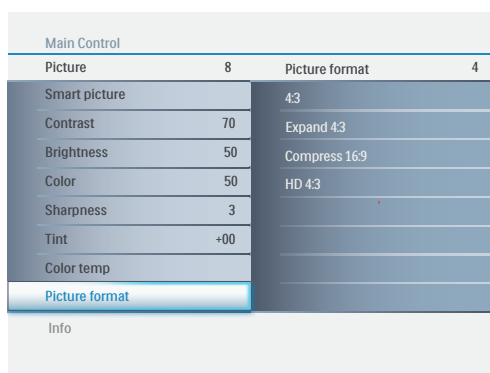 Main Control
Picture 8 Picture format 4
Smart picture 4:3
Contrast 70 Expand 4:3
Brightness 50 Compress 16:9
Color 50 HD 4:3
Sharpness 3
Tint +00
Color temp
Picture format
Info